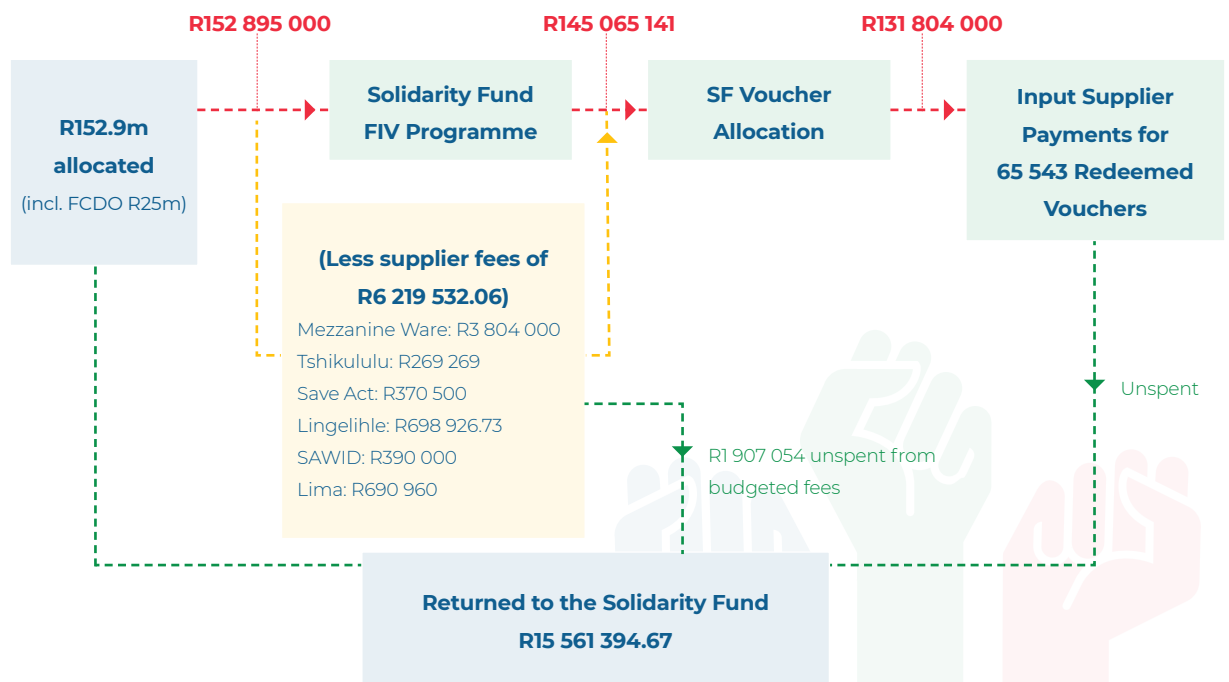 R152 895 000
R145 065 141
R131 804 000
R152.9m
allocated
(incl. FCDO R25m)
Solidarity Fund
FIV Programme
SF Voucher
Allocation
Input Supplier
Payments for
65 543 Redeemed
Vouchers
(Less supplier fees of
R6 219 532.06)
Mezzanine Ware: R3 804 000
Tshikululu: R269 269
Save Act: R370 500
Lingelihle: R698 926.73
SAWID: R390 000
Lima: R690 960
Unspent
R1 907 054 unspent from
budgeted fees
Returned to the Solidarity Fund
R15 561 394.67